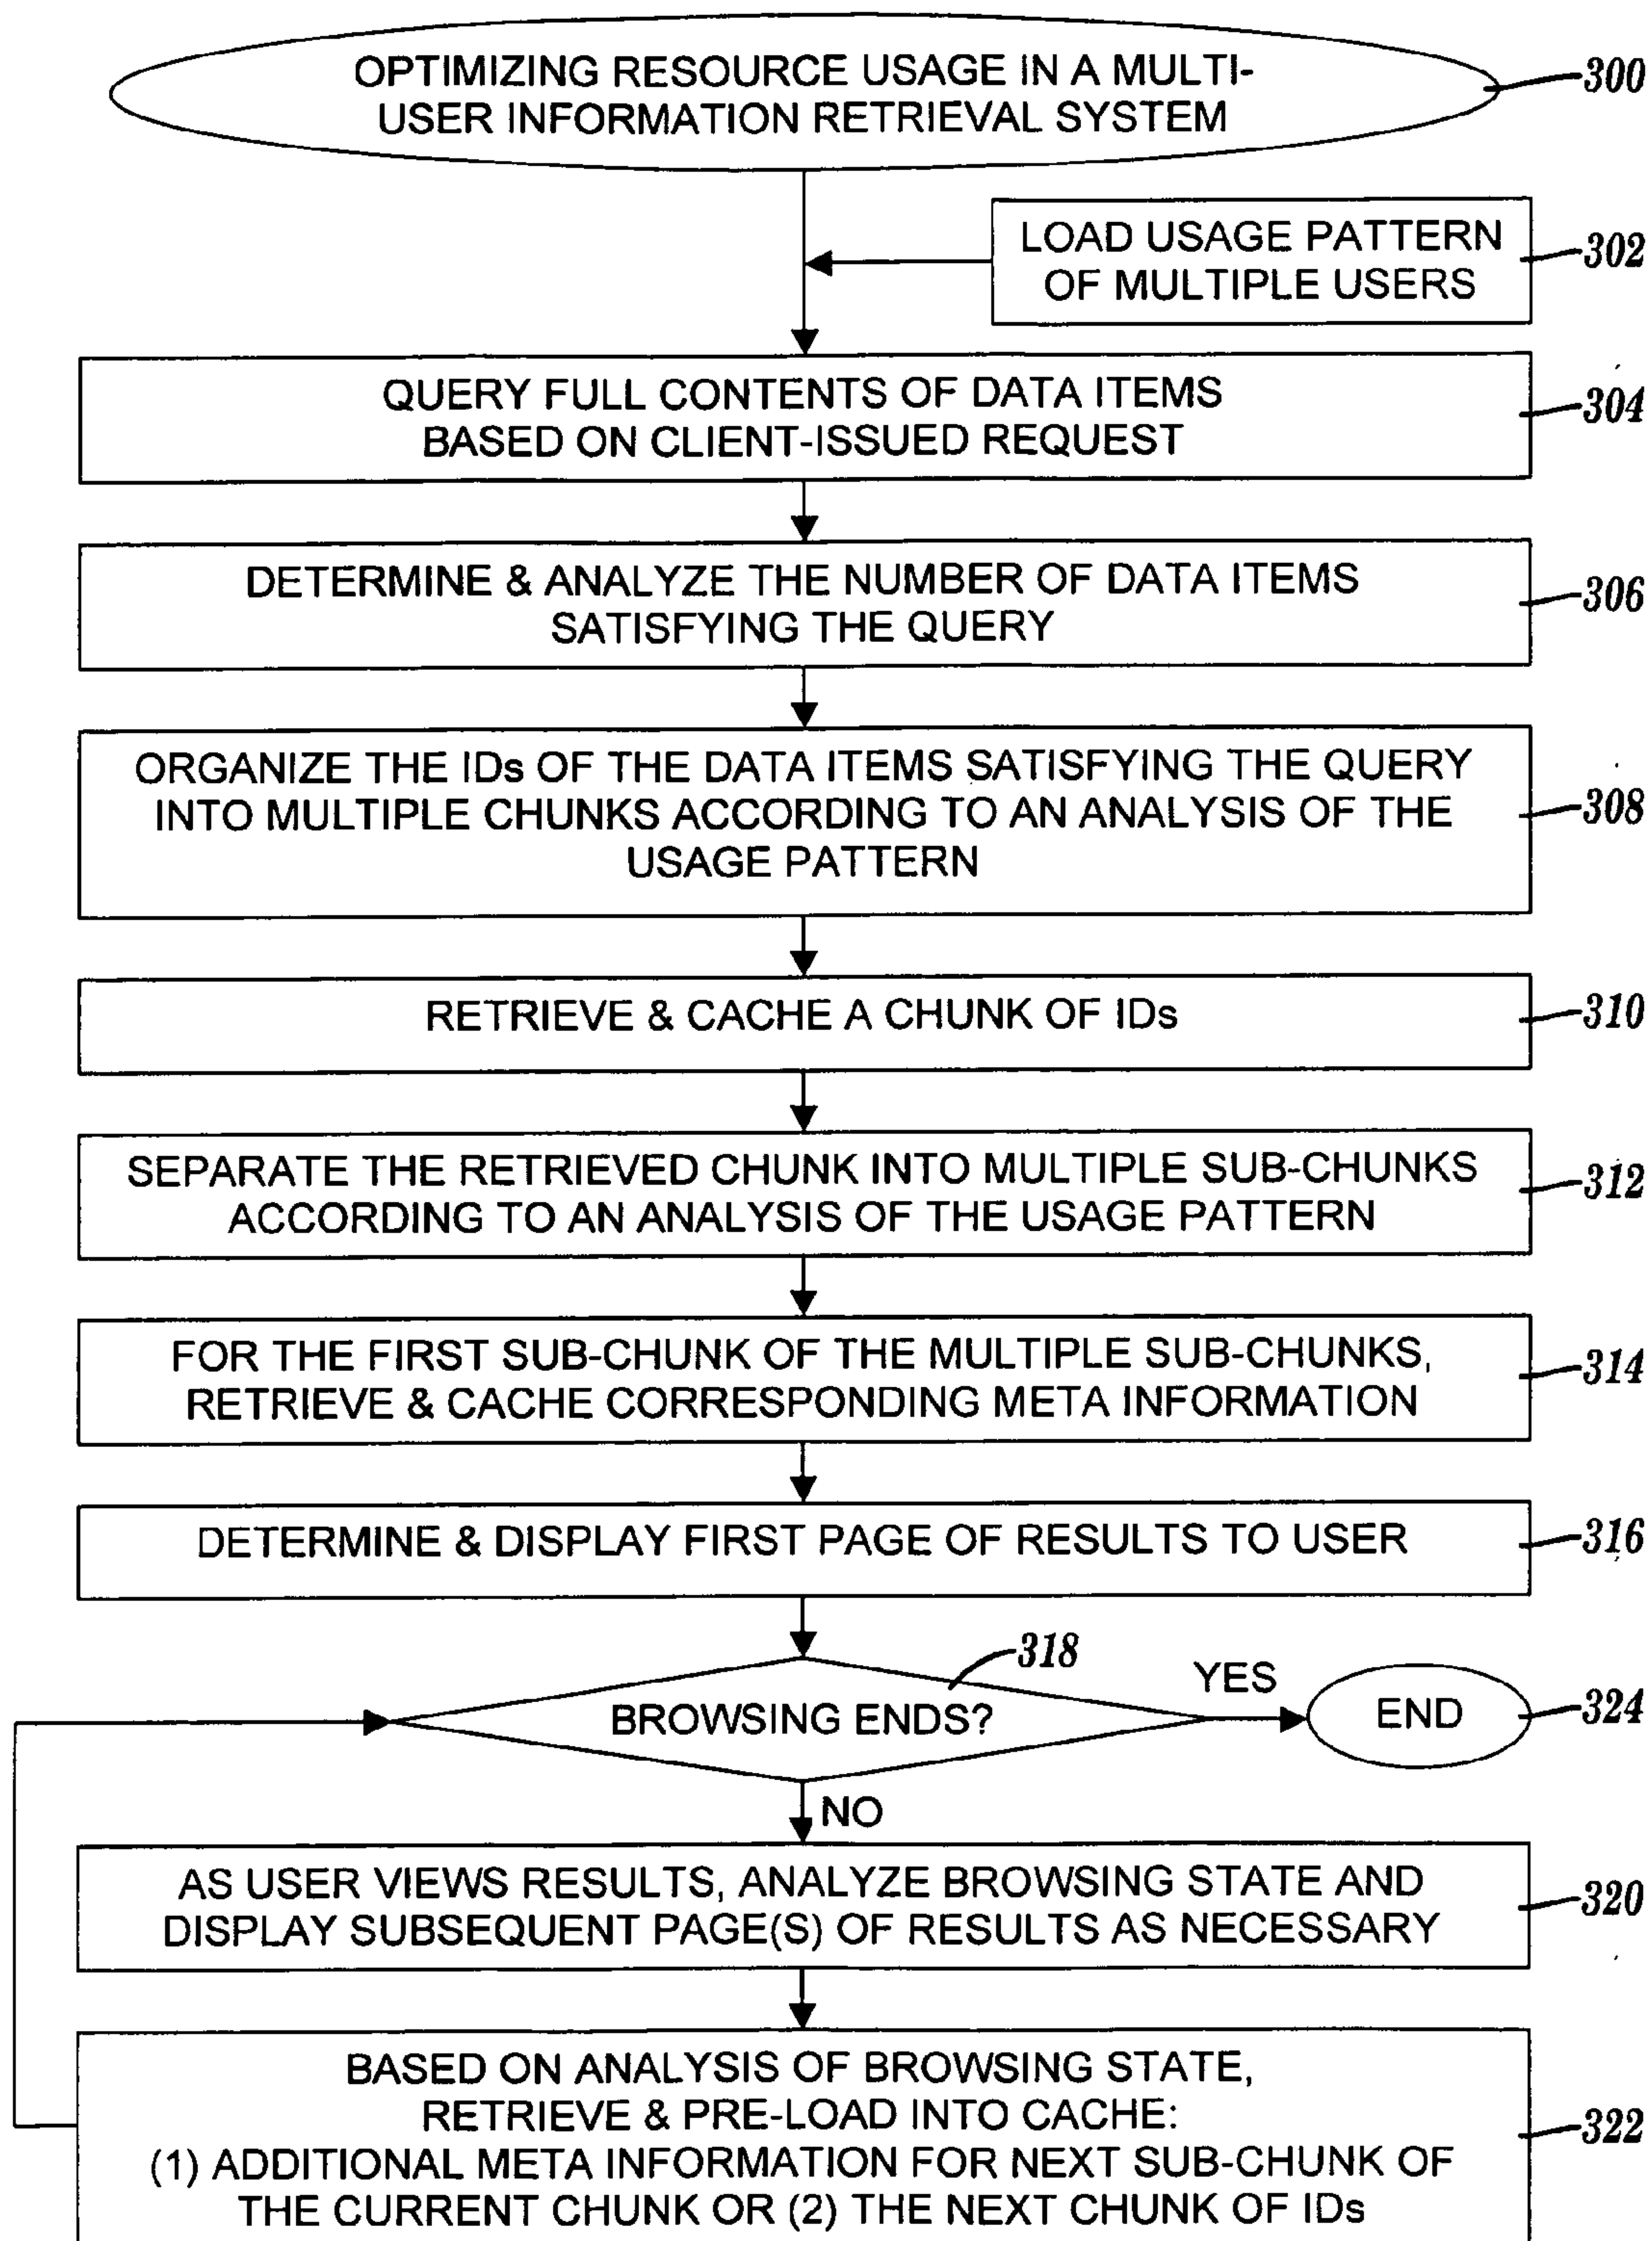 OPTIMIZING RESOURCE USAGE IN A MULTI-
USER INFORMATION RETRIEVAL SYSTEM
300
LOAD USAGE PATTERN
OF MULTIPLE USERS
302
QUERY FULL CONTENTS OF DATA ITEMS
BASED ON CLIENT-ISSUED REQUEST
304
DETERMINE & ANALYZE THE NUMBER OF DATA ITEMS
SATISFYING THE QUERY
306
ORGANIZE THE IDs OF THE DATA ITEMS SATISFYING THE QUERY
INTO MULTIPLE CHUNKS ACCORDING TO AN ANALYSIS OF THE
USAGE PATTERN
308
RETRIEVE & CACHE A CHUNK OF IDs
310
SEPARATE THE RETRIEVED CHUNK INTO MULTIPLE SUB-CHUNKS
ACCORDING TO AN ANALYSIS OF THE USAGE PATTERN
312
FOR THE FIRST SUB-CHUNK OF THE MULTIPLE SUB-CHUNKS,
RETRIEVE & CACHE CORRESPONDING META INFORMATION
314
DETERMINE & DISPLAY FIRST PAGE OF RESULTS TO USER
316
318
BROWSING ENDS?
YES
END
324
NO
AS USER VIEWS RESULTS, ANALYZE BROWSING STATE AND
DISPLAY SUBSEQUENT PAGE(S) OF RESULTS AS NECESSARY
320
BASED ON ANALYSIS OF BROWSING STATE,
RETRIEVE & PRE-LOAD INTO CACHE:
(1) ADDITIONAL META INFORMATION FOR NEXT SUB-CHUNK OF
THE CURRENT CHUNK OR (2) THE NEXT CHUNK OF IDs
322